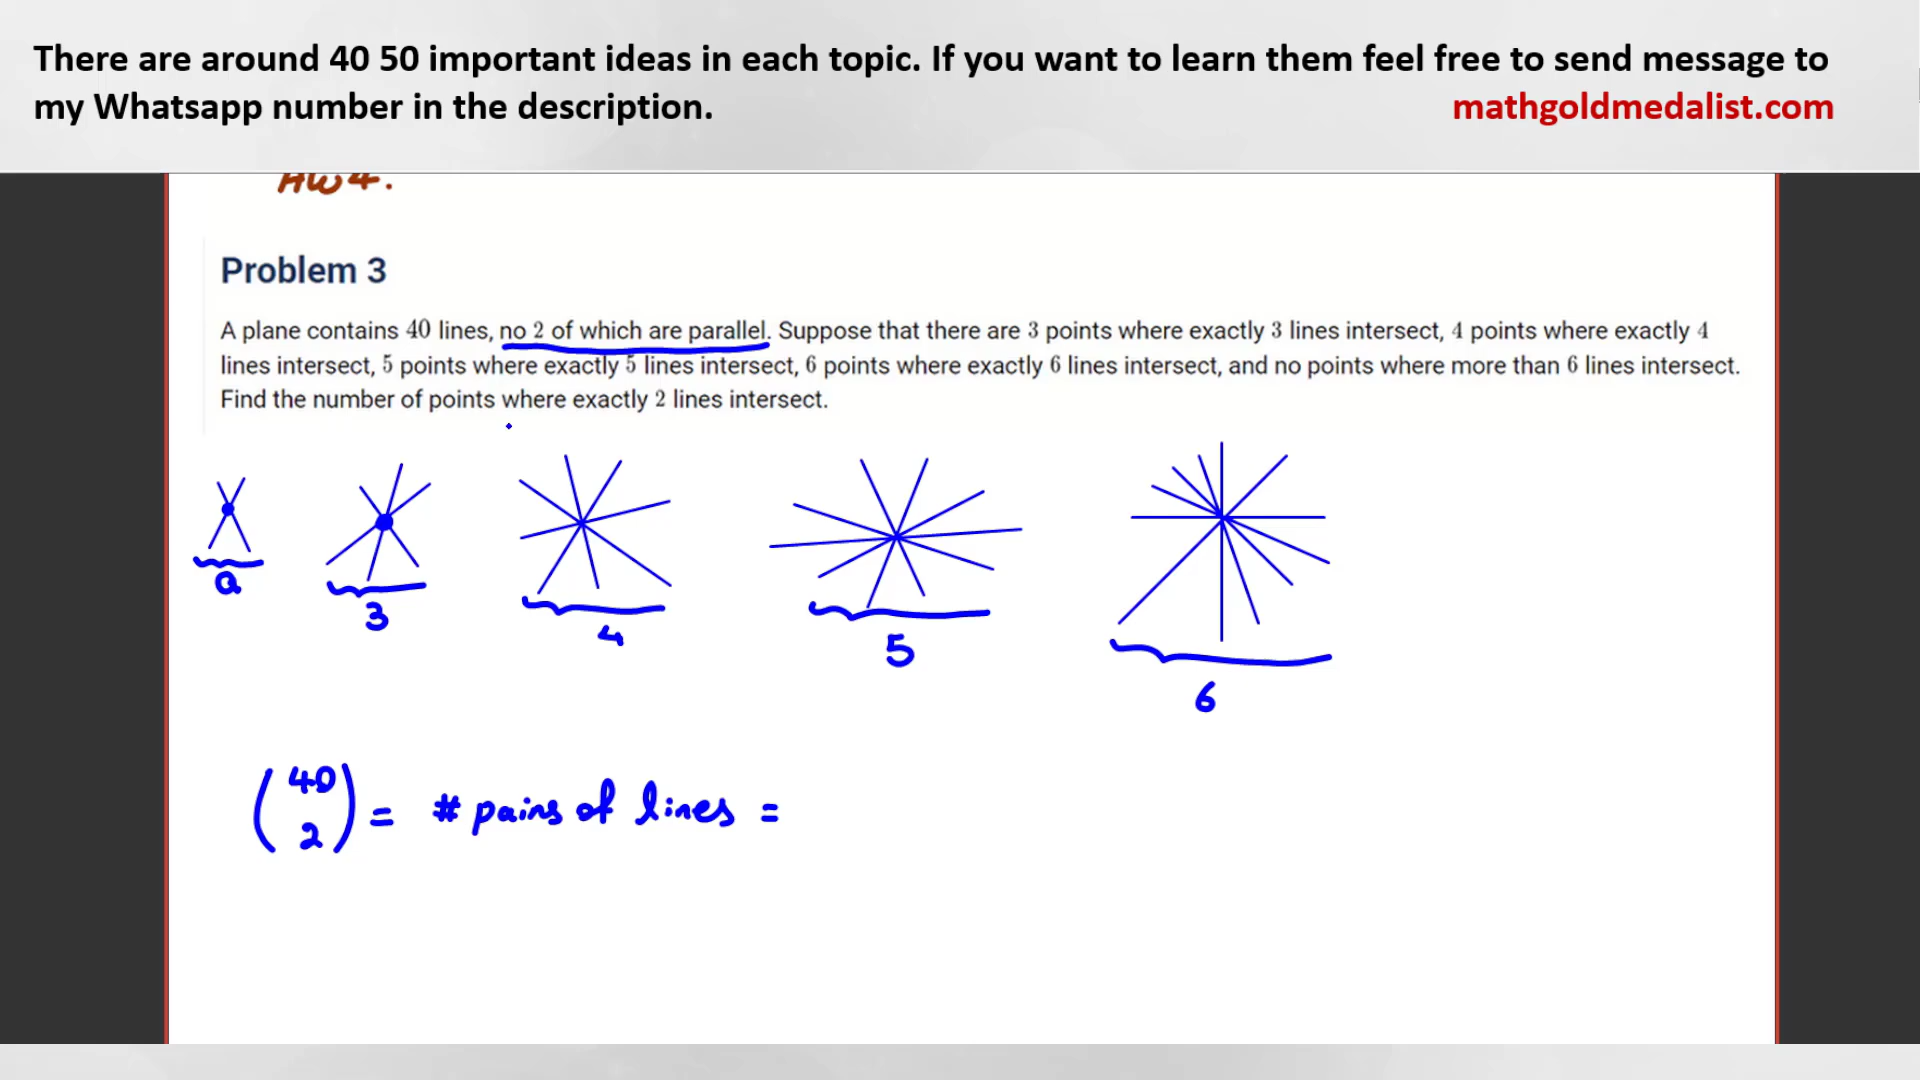 There are around 40 50 important ideas in each topic. If you want to learn them feel free to send message to
my Whatsapp number in the description.
mathgoldmedalist.com
HW4.
Problem 3
A plane contains 40 lines, no 2 of which are parallel. Suppose that there are 3 points where exactly 3 lines intersect, 4 points where exactly 4
lines intersect, 5 points where exactly 5 lines intersect, 6 points where exactly 6 lines intersect, and no points where more than 6 lines intersect.
Find the number of points where exactly 2 lines intersect.
a
3
4
5
6
(40 2) = # pairs of lines =